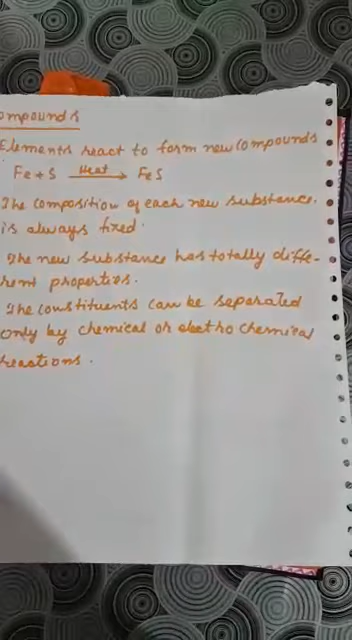 ompounds
Elements react to form new compounds
Fe+S Heat→ FeS
The composition of each new substance.
is always fixed.
The new substance has totally diffe-
rent properties.
The constituents can be separated
only by chemical or electro chemical
reactions.